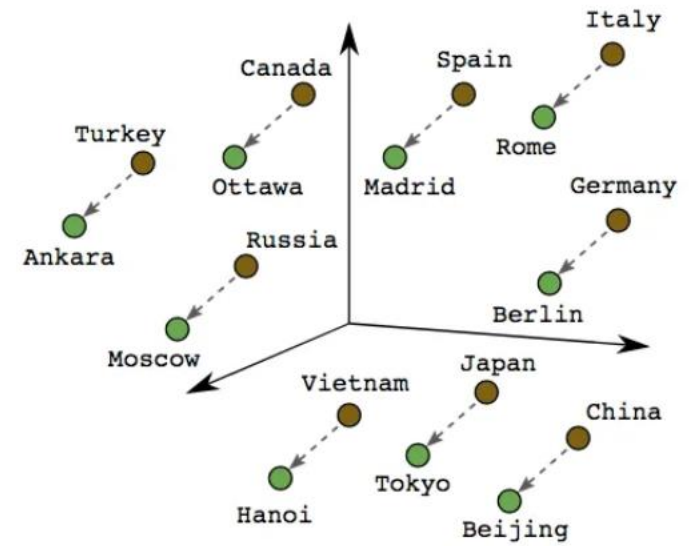 Italy
Canada
Spain
Turkey
Rome
Ottawa
Madrid
Germany
Ankara
Russia
Berlin
Moscow
Japan
Vietnam
China
Tokyo
Hanoi
Beijing